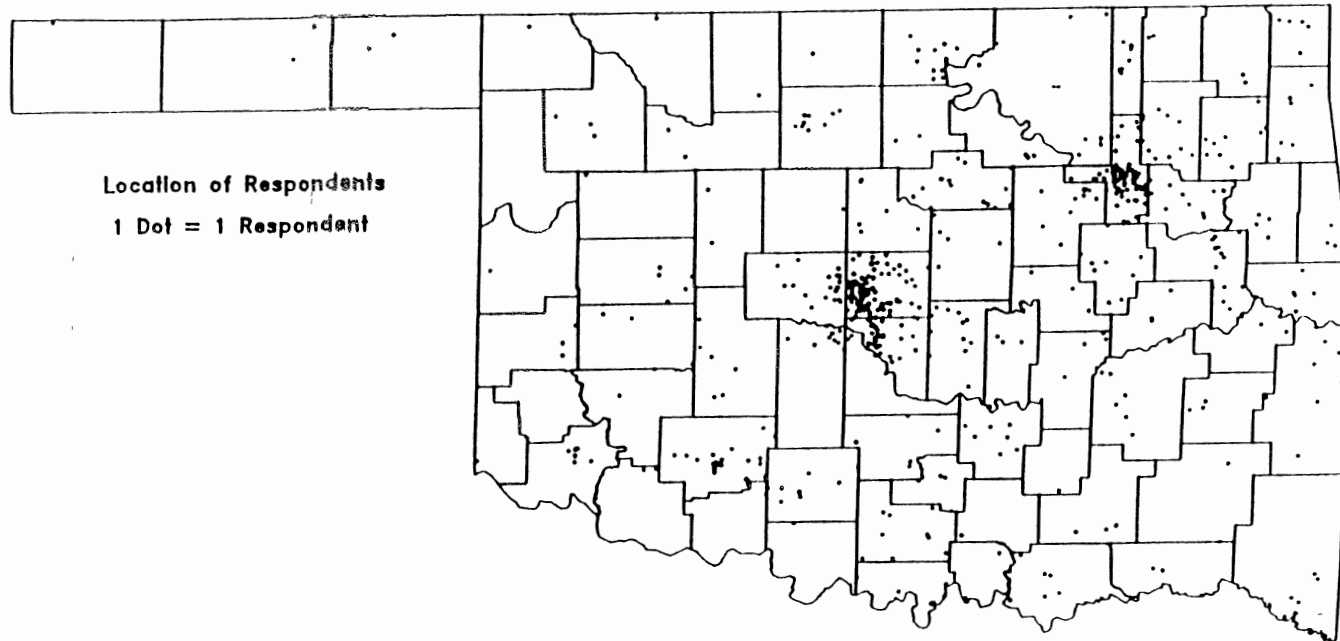 Location of Respondents
1 Dot = 1 Respondent